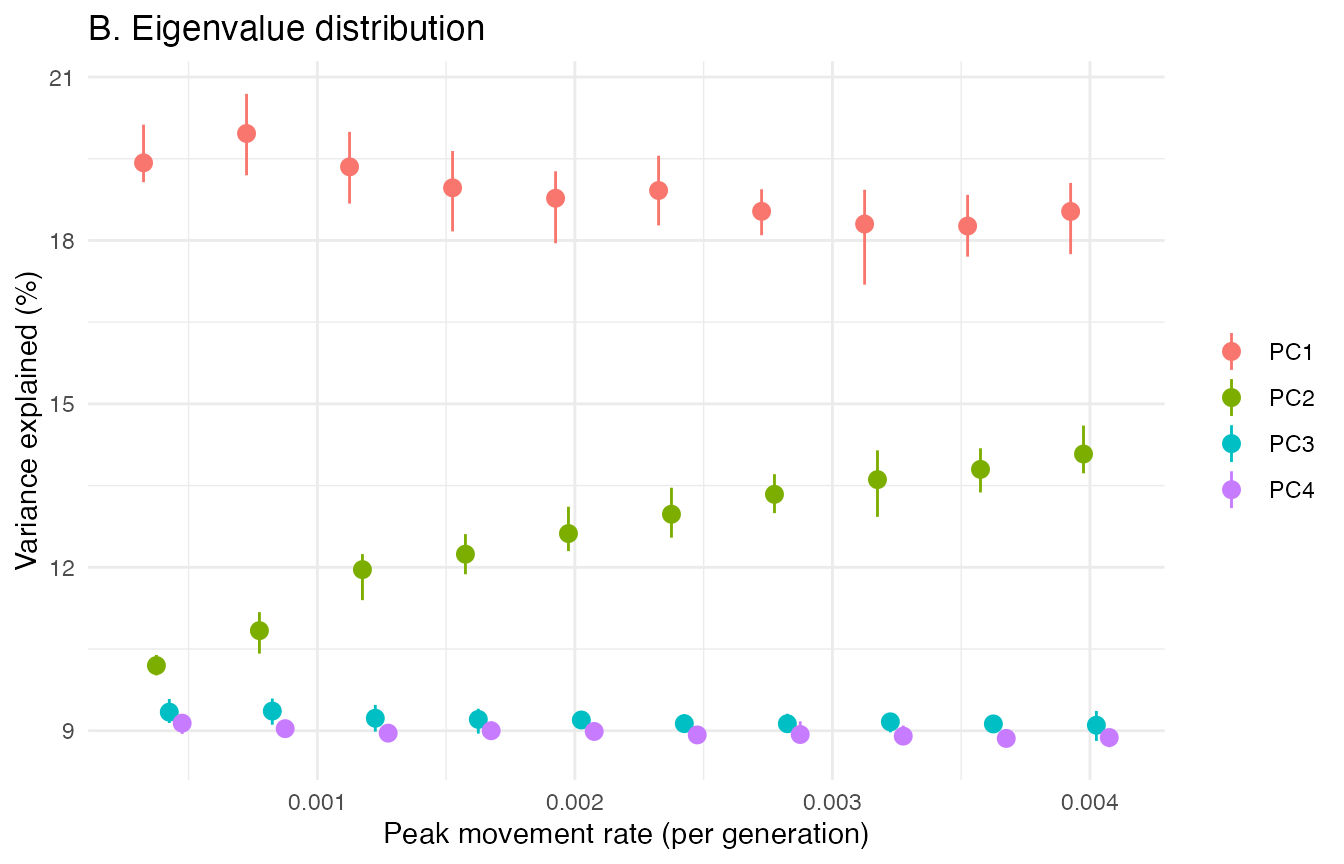 B. Eigenvalue distribution
21
18
15
12
9
Variance explained (%)
0.001 0.002 0.003 0.004
Peak movement rate (per generation)
PC1
PC2
PC3
PC4